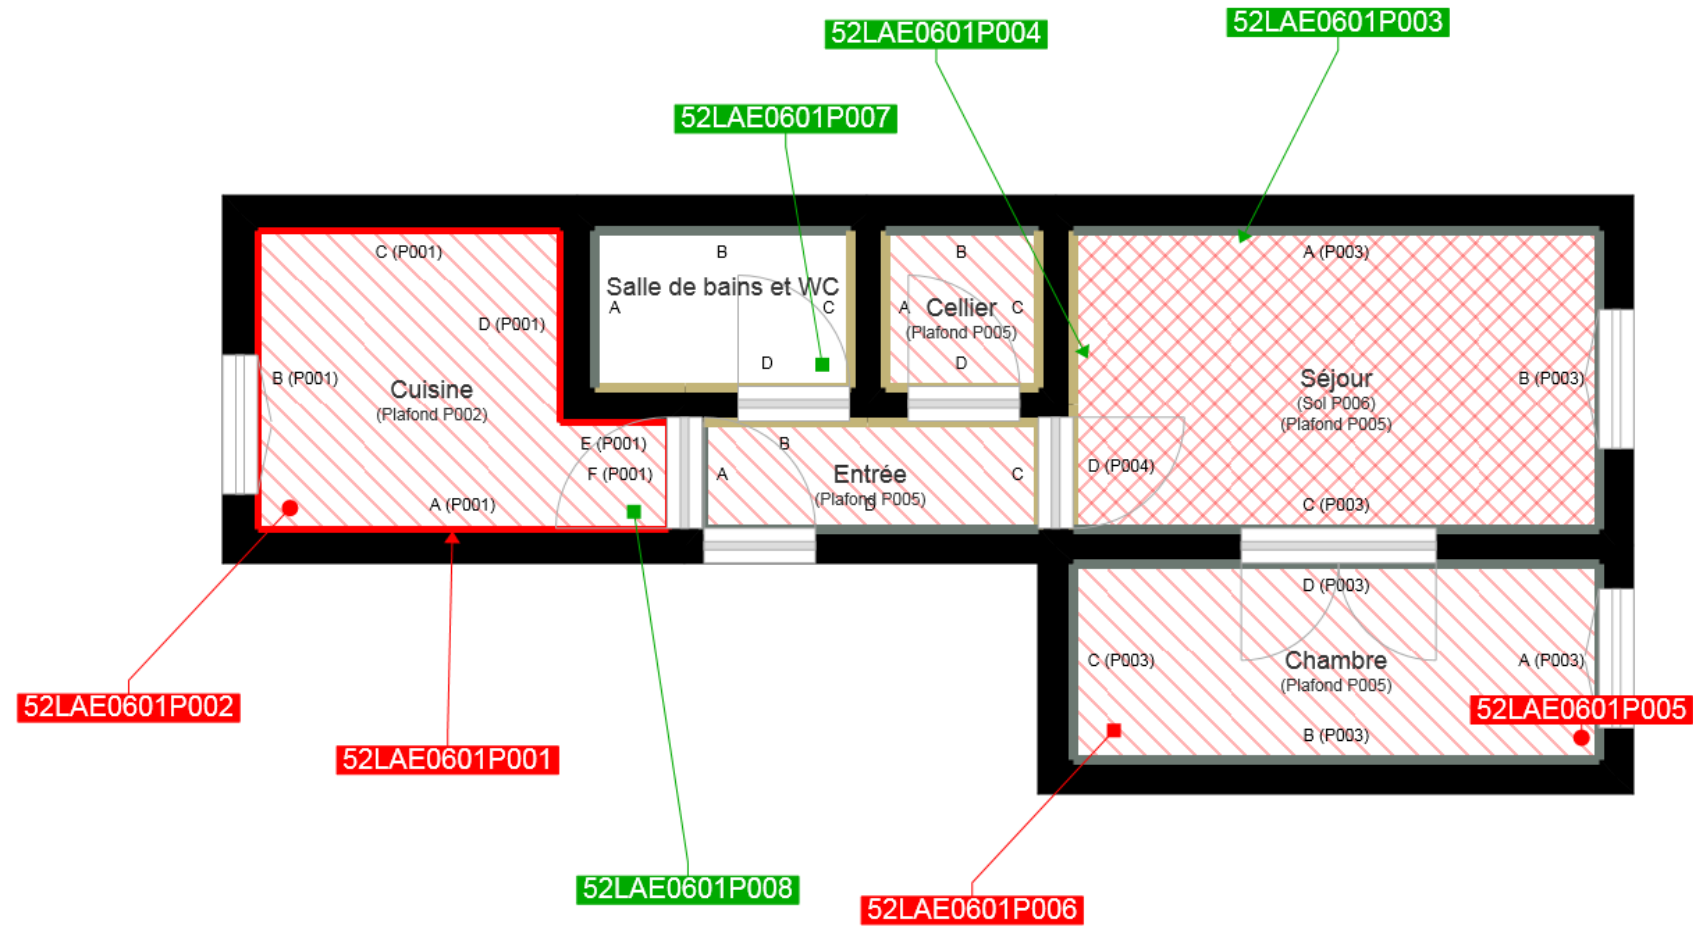 52LAE0601P003
52LAE0601P004
52LAE0601P007
C (P001)
D (P001)
B (P001)
Cuisine
(Plafond P002)
E (P001)
F (P001)
A (P001)
B
Salle de bains et WC
A
C
D
B
A
Cellier
C
(Plafond P005)
D
B
A
Entrée
C
(Plafond P005)
D
A (P003)
Séjour
B (P003)
(Sol P006)
(Plafond P005)
D (P004)
C (P003)
D (P003)
C (P003)
Chambre
A (P003)
(Plafond P005)
B (P003)
52LAE0601P002
52LAE0601P005
52LAE0601P001
52LAE0601P008
52LAE0601P006